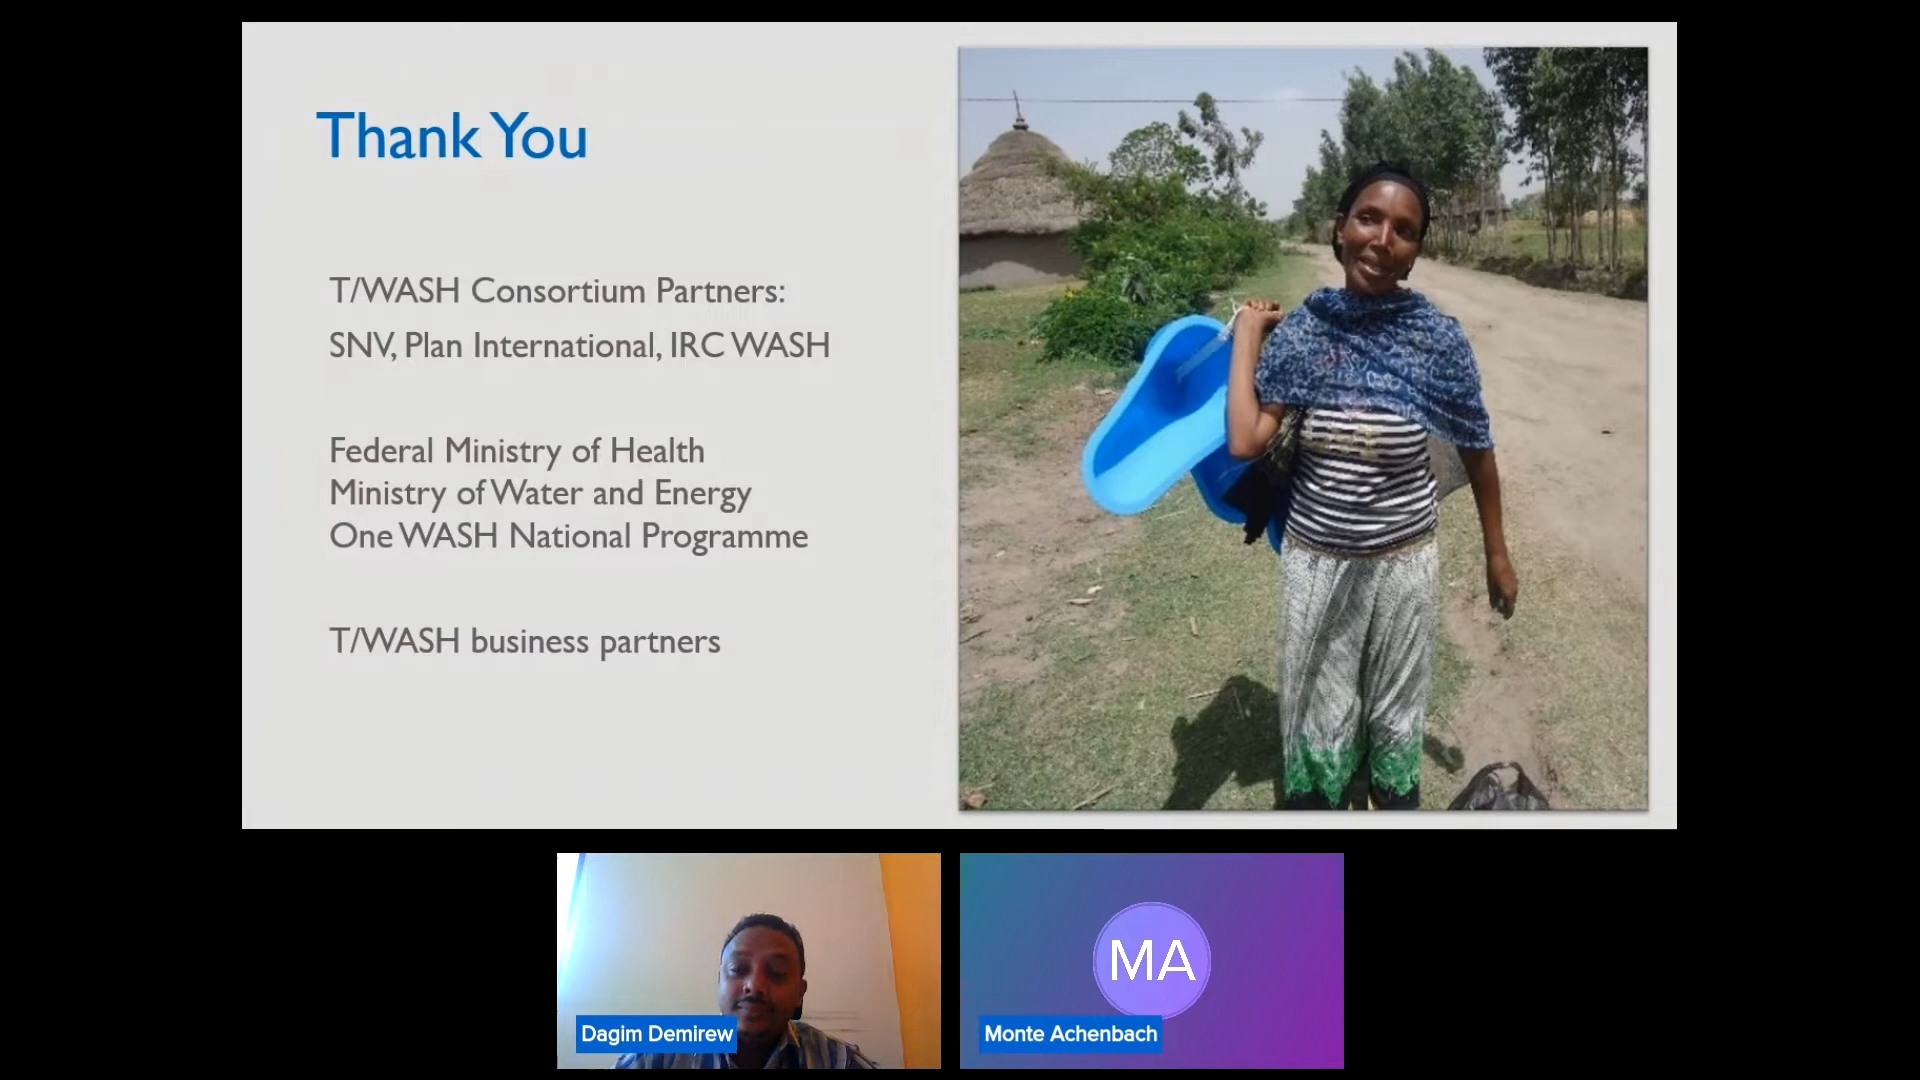 Thank You
T/WASH Consortium Partners:
SNV, Plan International, IRC WASH
Federal Ministry of Health
Ministry of Water and Energy
One WASH National Programme
T/WASH business partners
Dagim Demirew
MA
Monte Achenbach